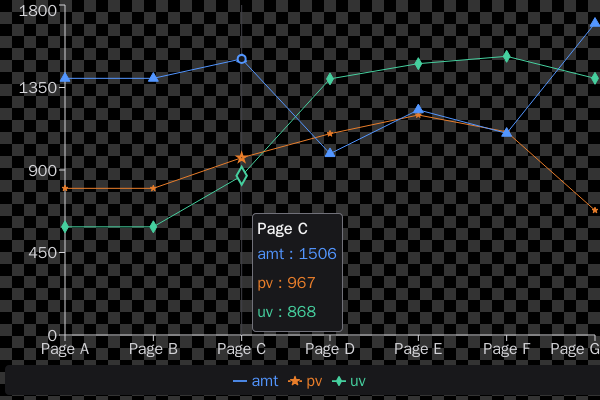 1800
1350
900
450
0
Page A Page B Page C Page D Page E Page F Page G
Page C
amt : 1506
pv : 967
uv : 868
amt pv uv